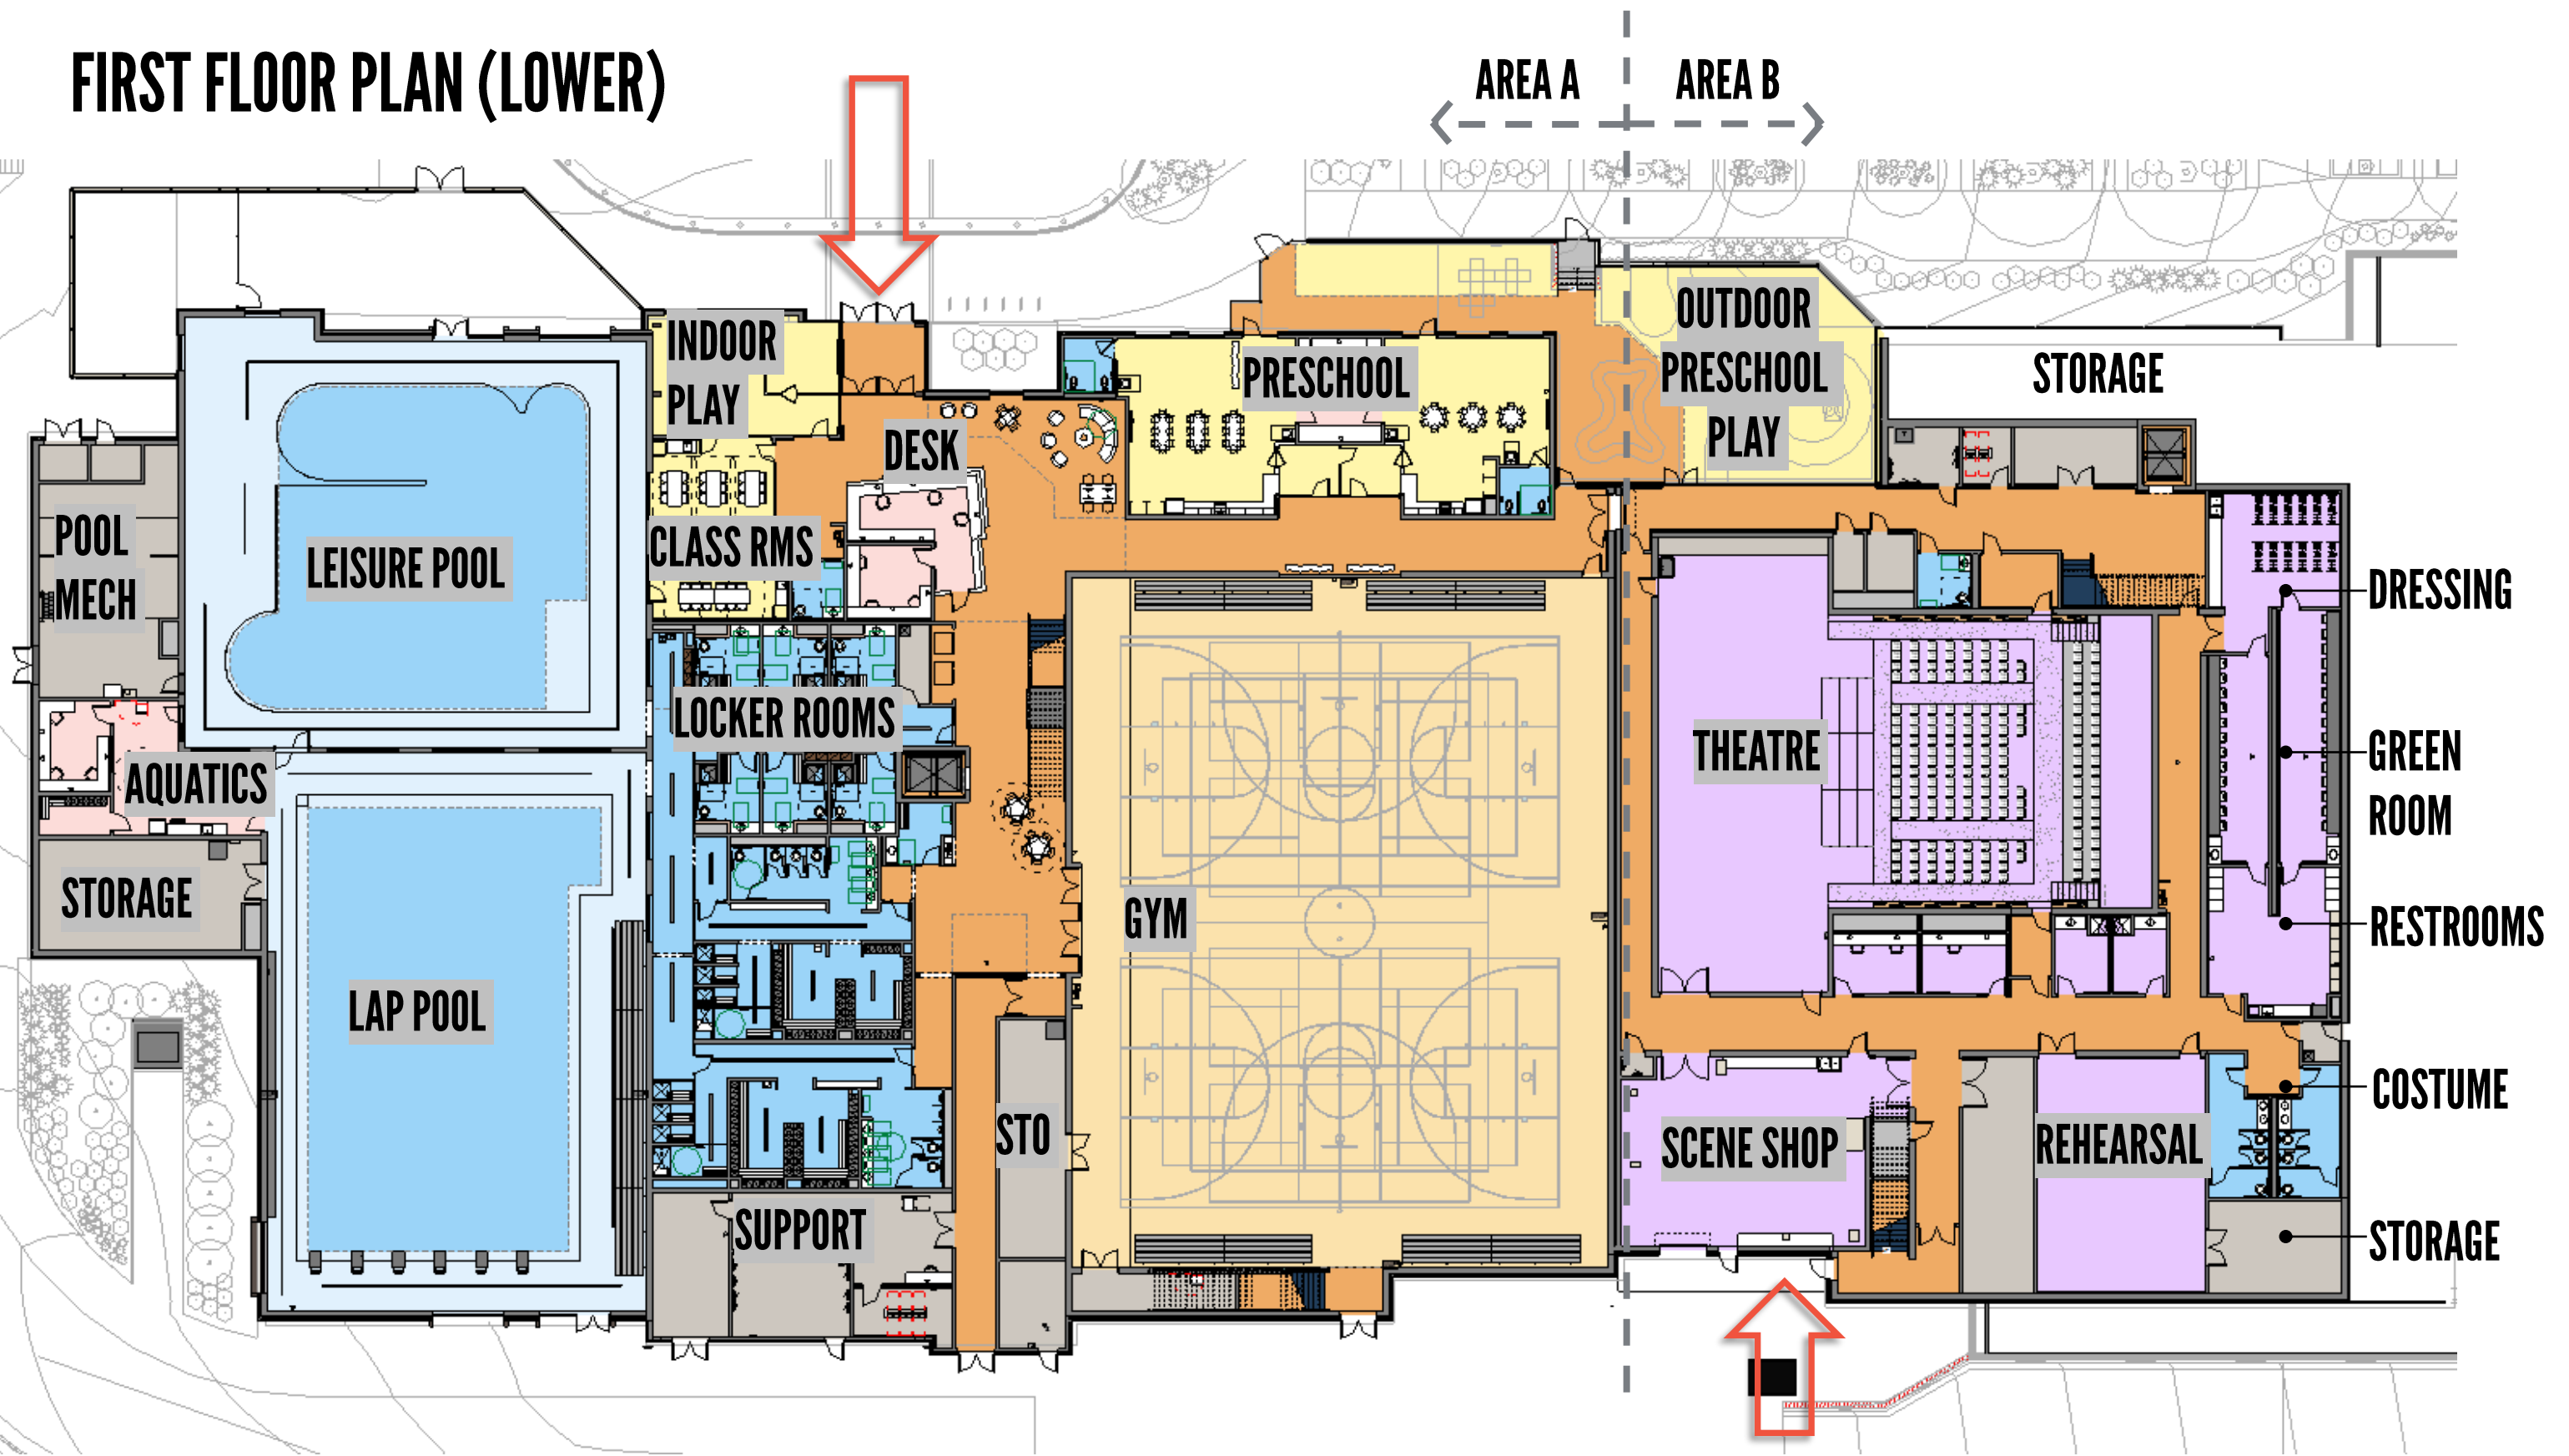 FIRST FLOOR PLAN (LOWER)
AREA A
AREA B
INDOOR
PLAY
OUTDOOR
PRESCHOOL
PLAY
PRESCHOOL
STORAGE
DESK
POOL
MECH
LEISURE POOL
CLASS RMS
DRESSING
LOCKER ROOMS
THEATRE
GREEN
ROOM
AQUATICS
STORAGE
GYM
RESTROOMS
LAP POOL
STO
SCENE SHOP
REHEARSAL
COSTUME
SUPPORT
STORAGE